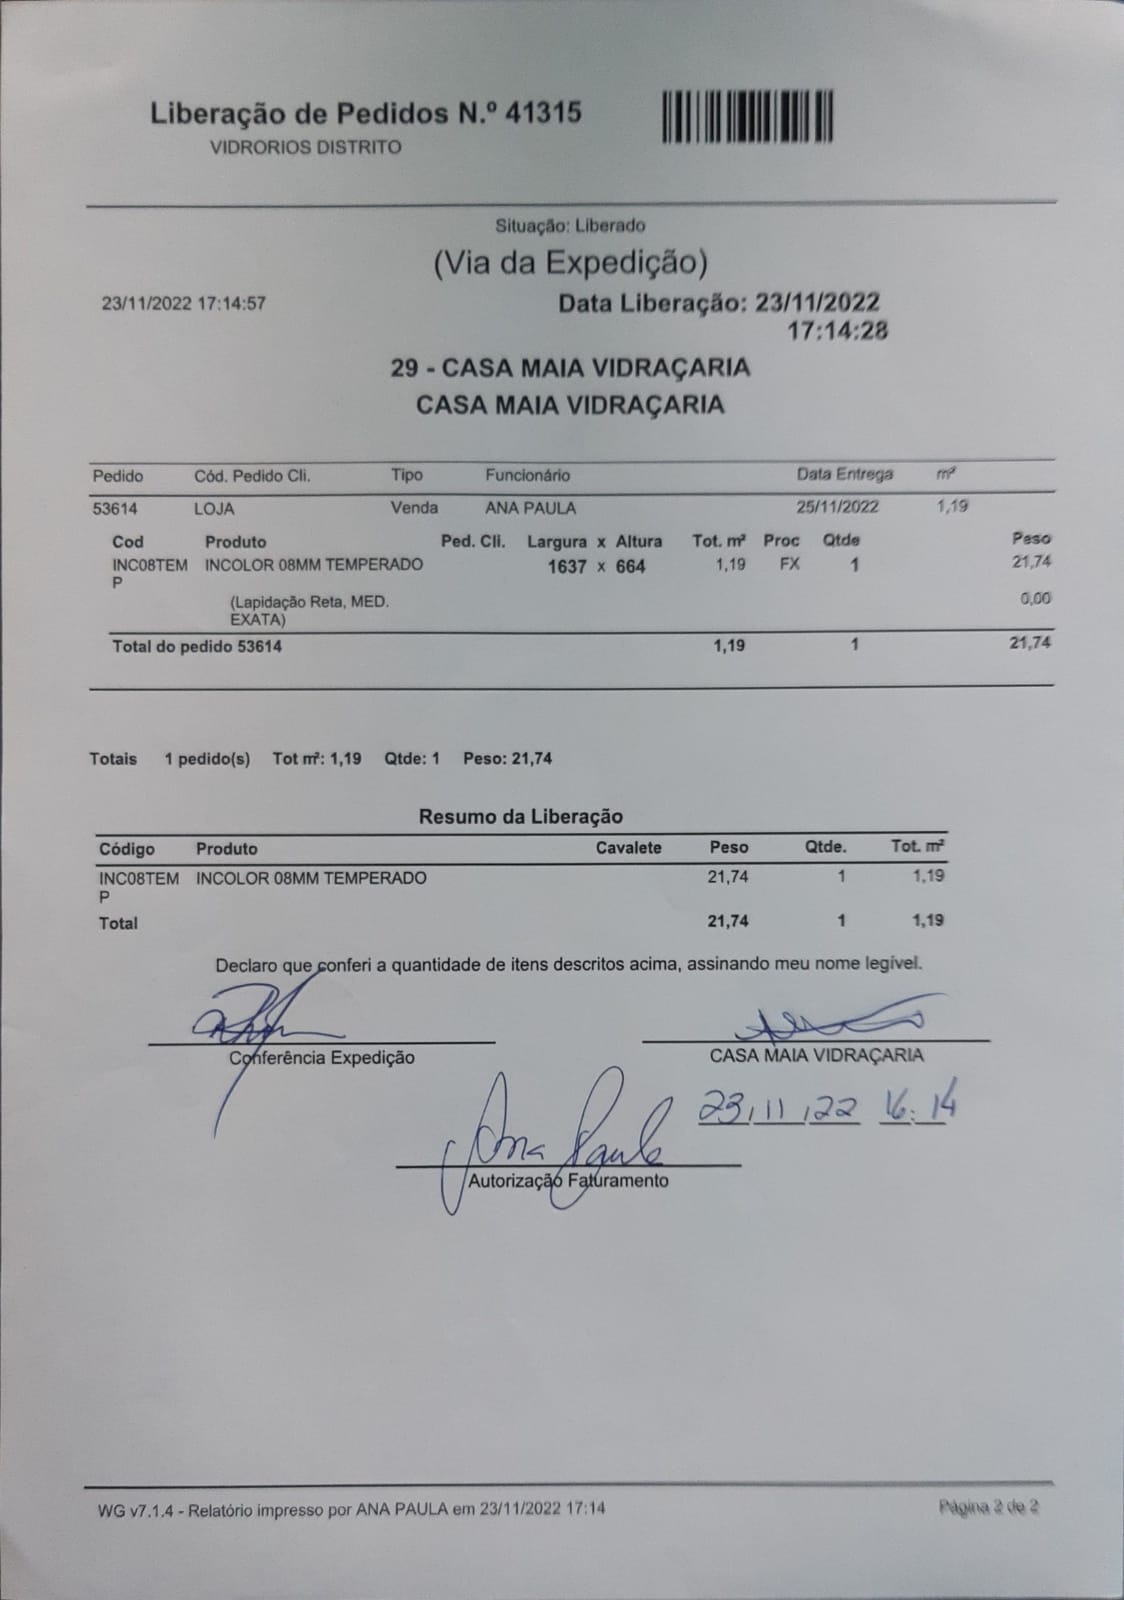 Liberação de Pedidos N.º 41315
VIDRORIOS DISTRITO
Situação: Liberado
(Via da Expedição)
23/11/2022 17:14:57 Data Liberação: 23/11/2022
17:14:28
29 - CASA MAIA VIDRAÇARIA
CASA MAIA VIDRAÇARIA
Pedido Cód. Pedido Cli. Tipo Funcionário Data Entrega m²
53614 LOJA Venda ANA PAULA 25/11/2022 1,19
Cod Produto Ped. Cli. Largura x Altura Tot. m² Proc Qtde Peso
INC08TEM INCOLOR 08MM TEMPERADO 1637 x 664 1,19 FX 1 21,74
P
(Lapidação Reta, MED. 0,00
EXATA)
Total do pedido 53614 1,19 1 21,74
Totais 1 pedido(s) Tot m²: 1,19 Qtde: 1 Peso: 21,74
Resumo da Liberação
Código Produto Cavalete Peso Qtde. Tot. m²
INC08TEM INCOLOR 08MM TEMPERADO 21,74 1 1,19
P
Total 21,74 1 1,19
Declaro que conferi a quantidade de itens descritos acima, assinando meu nome legível.
Conferência Expedição CASA MAIA VIDRAÇARIA
23/11/22 16:14
Ana Paula
Autorização Faturamento
WG v7.1.4 - Relatório impresso por ANA PAULA em 23/11/2022 17:14 Página 2 de 2